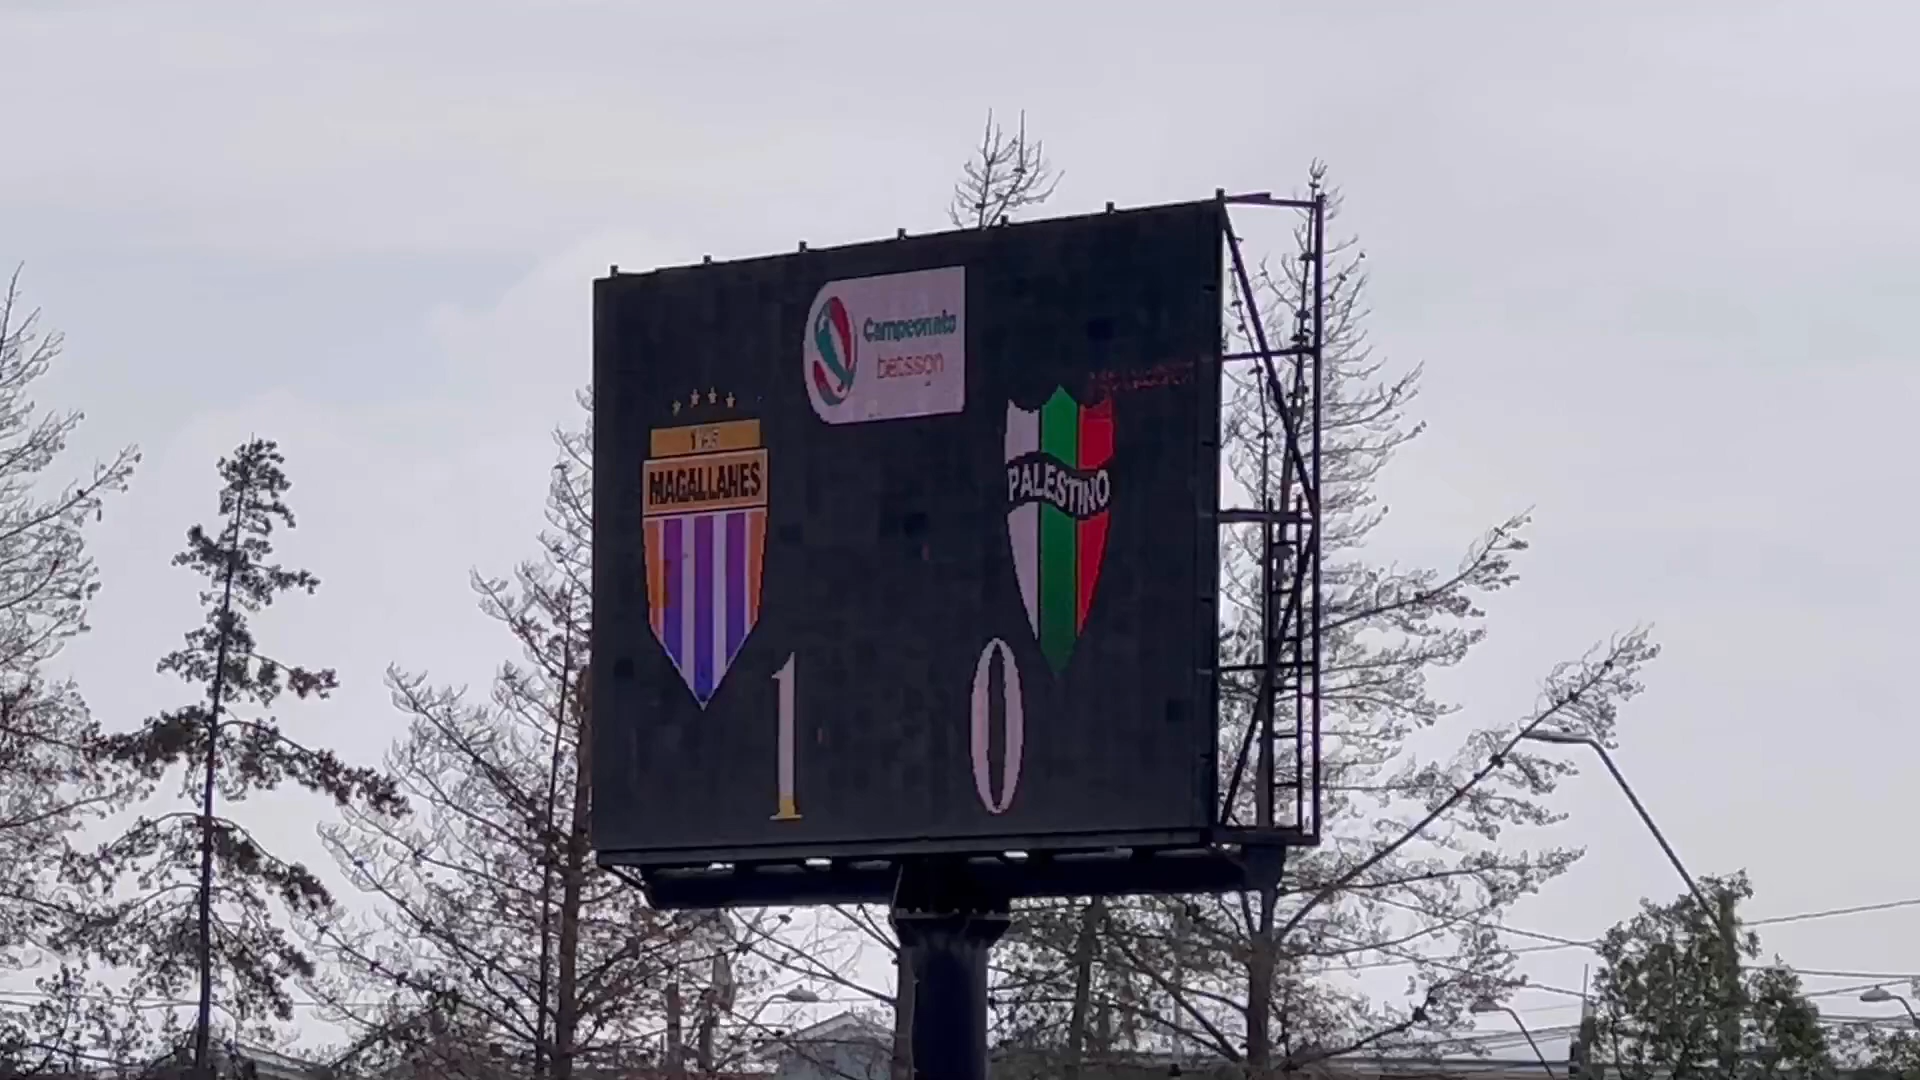 Campeonato
betsson
MAGALLANES
PALESTINO
1
0